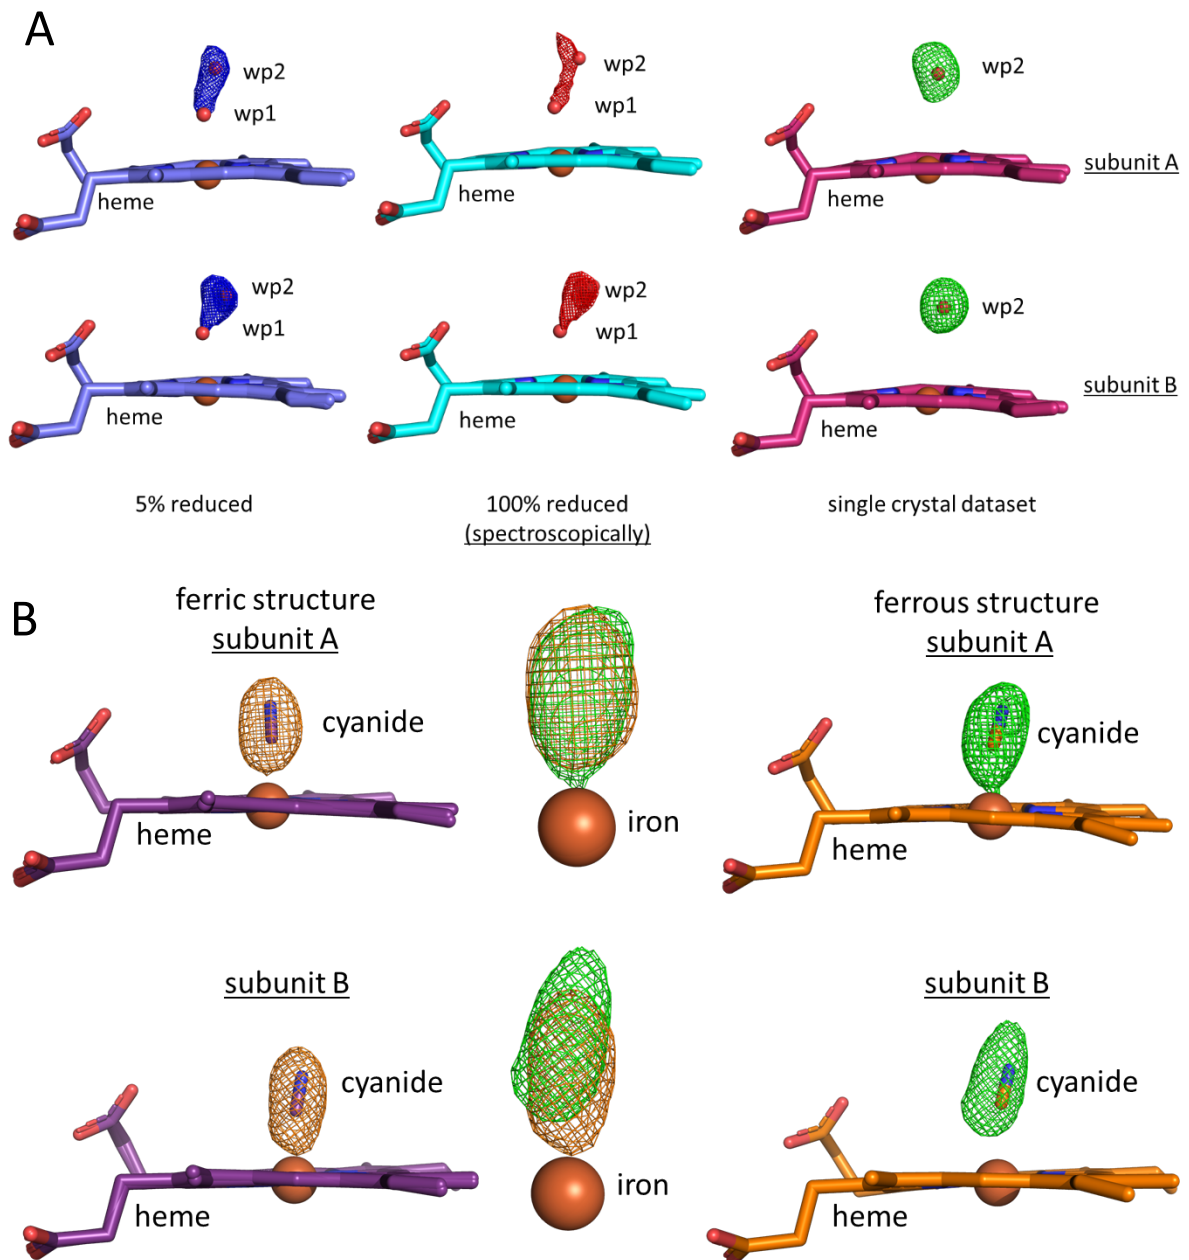 A
wp2
wp1
heme
wp2
wp1
heme
wp2
heme
subunit A
wp2
wp1
heme
wp2
wp1
heme
wp2
heme
subunit B
5% reduced
100% reduced
(spectroscopically)
single crystal dataset
B
ferric structure
subunit A
ferrous structure
subunit A
cyanide
heme
iron
cyanide
heme
subunit B
subunit B
cyanide
heme
iron
cyanide
heme